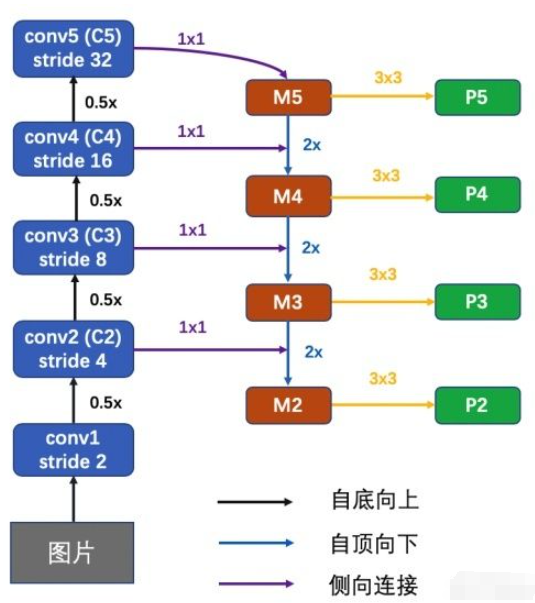 conv5 (C5)
stride 32
1x1
0.5x
M5
3x3
P5
conv4 (C4)
stride 16
1x1
2x
0.5x
M4
3x3
P4
conv3 (C3)
stride 8
1x1
2x
0.5x
M3
3x3
P3
conv2 (C2)
stride 4
1x1
2x
0.5x
M2
3x3
P2
conv1
stride 2
图片
自底向上
自顶向下
侧向连接